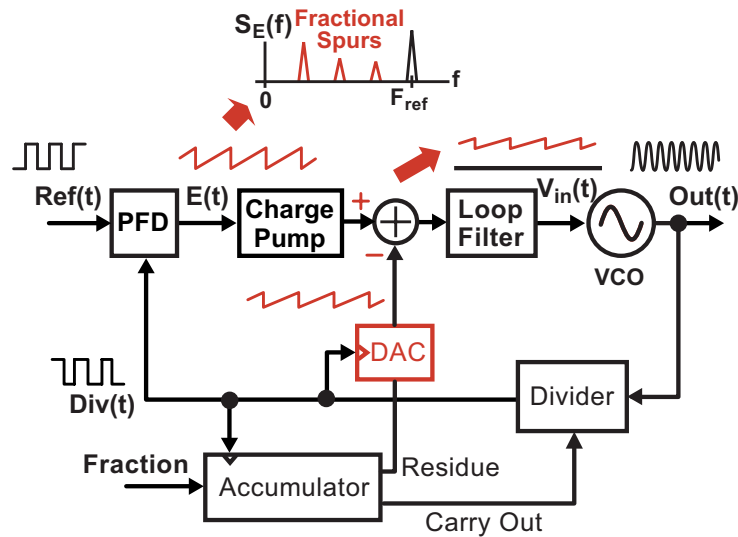 S_E(f)
Fractional
Spurs
f
0
F_ref
Ref(t)
PFD
E(t)
Charge
Pump
+
−
Loop
Filter
V_in(t)
Out(t)
VCO
DAC
Div(t)
Divider
Fraction
Accumulator
Residue
Carry Out